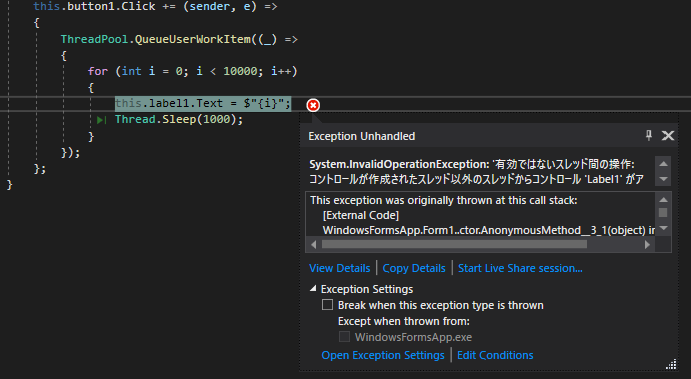 this.button1.Click += (sender, e) =>
{
ThreadPool.QueueUserWorkItem((_) =>
{
for (int i = 0; i < 10000; i++)
{
this.label1.Text = $"{i}";
Thread.Sleep(1000);
}
});
};
}
Exception Unhandled
System.InvalidOperationException: '有効ではないスレッド間の操作:
コントロールが作成されたスレッド以外のスレッドからコントロール 'Label1' がア
This exception was originally thrown at this call stack:
[External Code]
WindowsFormsApp.Form1..ctor.AnonymousMethod__3_1(object) in
View Details | Copy Details | Start Live Share session...
Exception Settings
Break when this exception type is thrown
Except when thrown from:
WindowsFormsApp.exe
Open Exception Settings | Edit Conditions